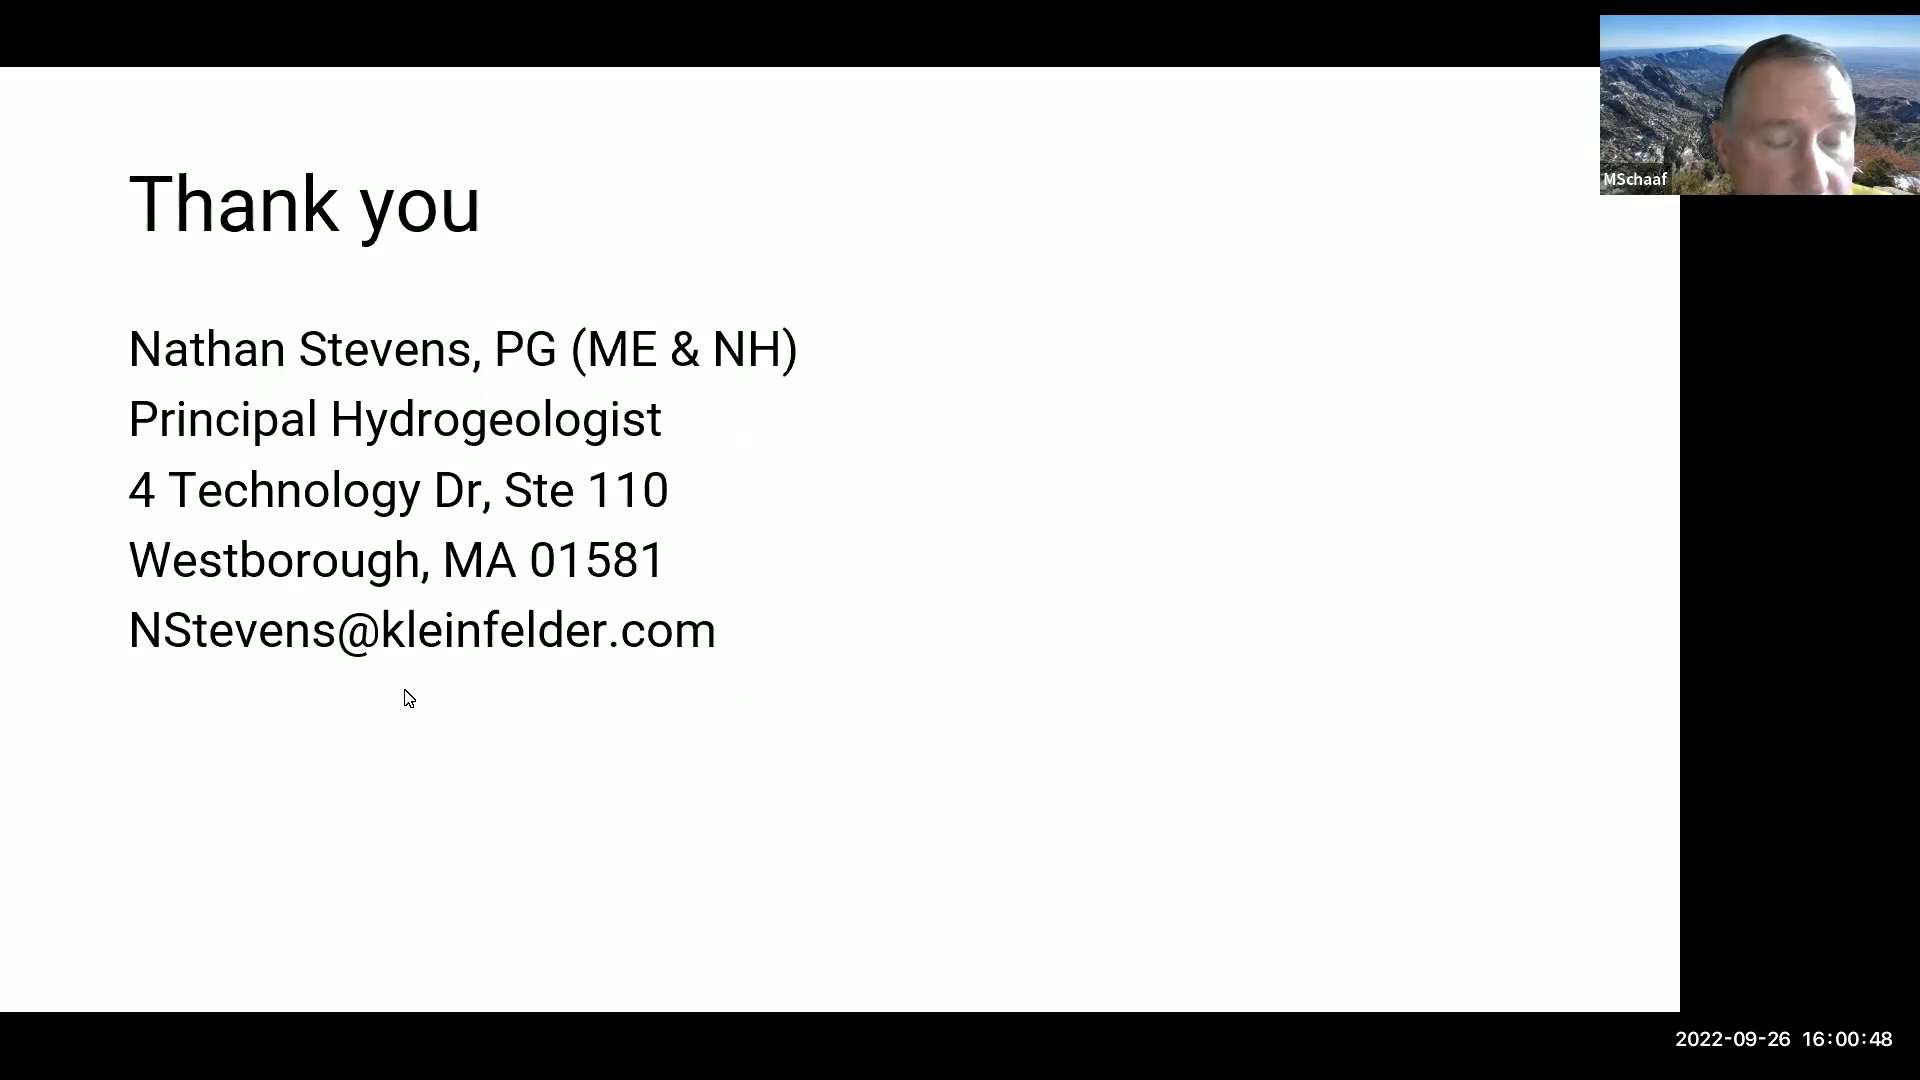 Thank you
Nathan Stevens, PG (ME & NH)
Principal Hydrogeologist
4 Technology Dr, Ste 110
Westborough, MA 01581
NStevens@kleinfelder.com
MSchaaf
2022-09-26 16:00:48